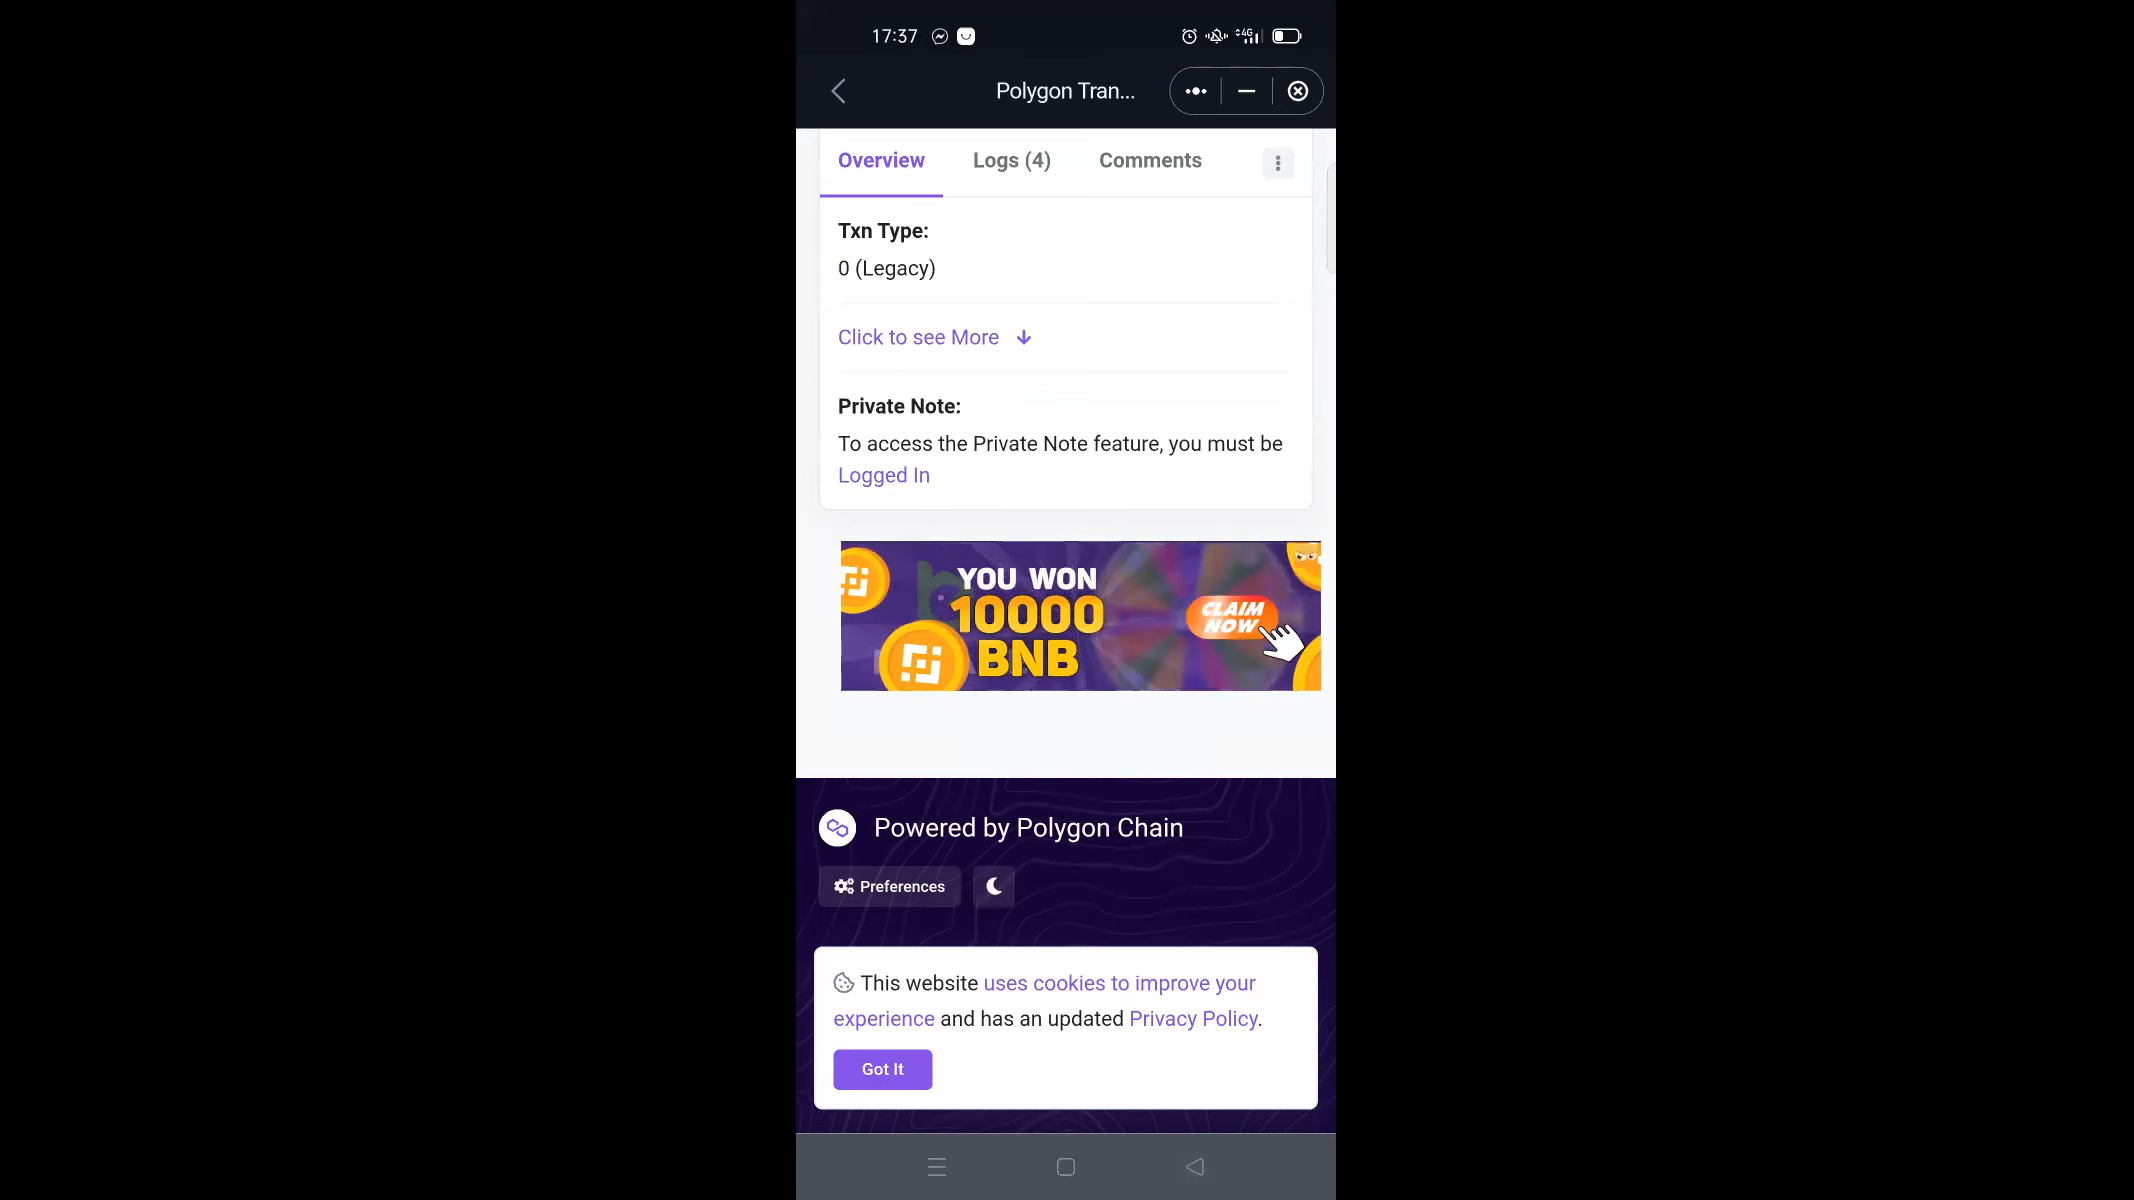 17:37
4G
Polygon Tran...
Overview Logs (4) Comments
Txn Type:
0 (Legacy)
Click to see More
Private Note:
To access the Private Note feature, you must be
Logged In
YOU WON
10000
BNB
CLAIM
NOW
Powered by Polygon Chain
Preferences
This website uses cookies to improve your
experience and has an updated Privacy Policy.
Got It